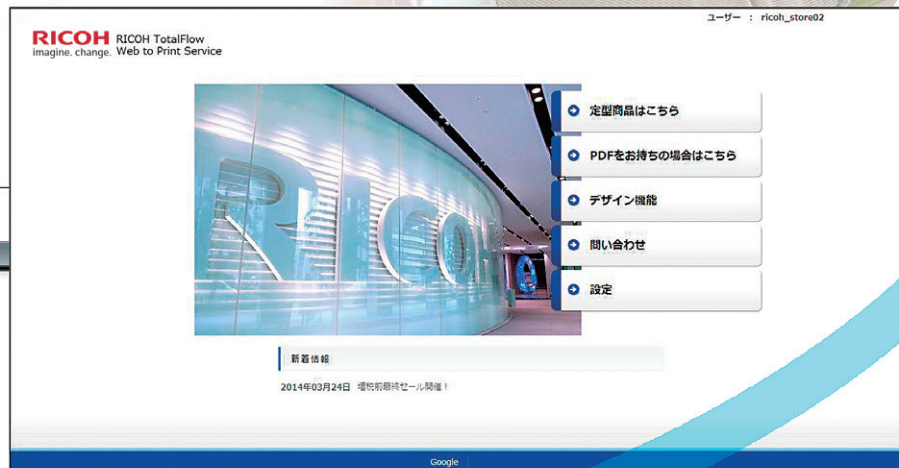 ユーザー : ricoh_store02
RICOH RICOH TotalFlow
imagine. change. Web to Print Service
RICOH
定型商品はこちら
PDFをお持ちの場合はこちら
デザイン機能
問い合わせ
設定
新着情報
2014年03月24日 増税前最終セール開催！
Google